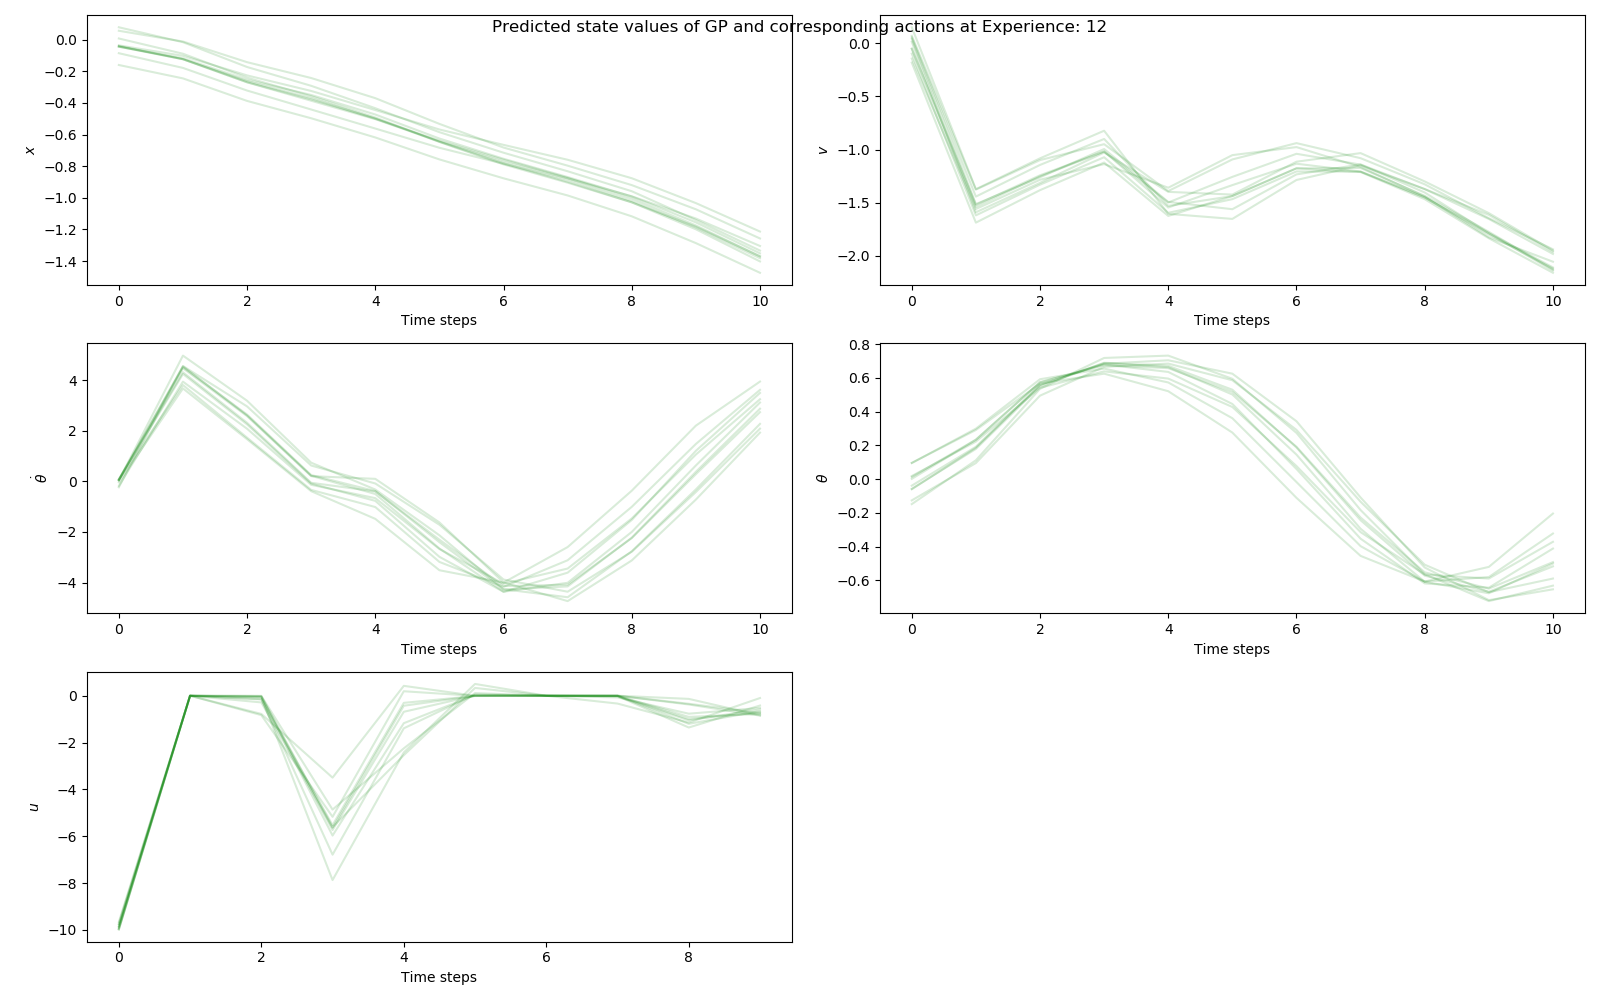 Predicted state values of GP and corresponding actions at Experience: 12
0.0
−0.2
−0.4
−0.6
−0.8
−1.0
−1.2
−1.4
x
0 2 4 6 8 10
Time steps
0.0
−0.5
−1.0
−1.5
−2.0
v
0 2 4 6 8 10
Time steps
4
2
0
−2
−4
θ̇
0 2 4 6 8 10
Time steps
0.8
0.6
0.4
0.2
0.0
−0.2
−0.4
−0.6
θ
0 2 4 6 8 10
Time steps
0
−2
−4
−6
−8
−10
u
0 2 4 6 8
Time steps